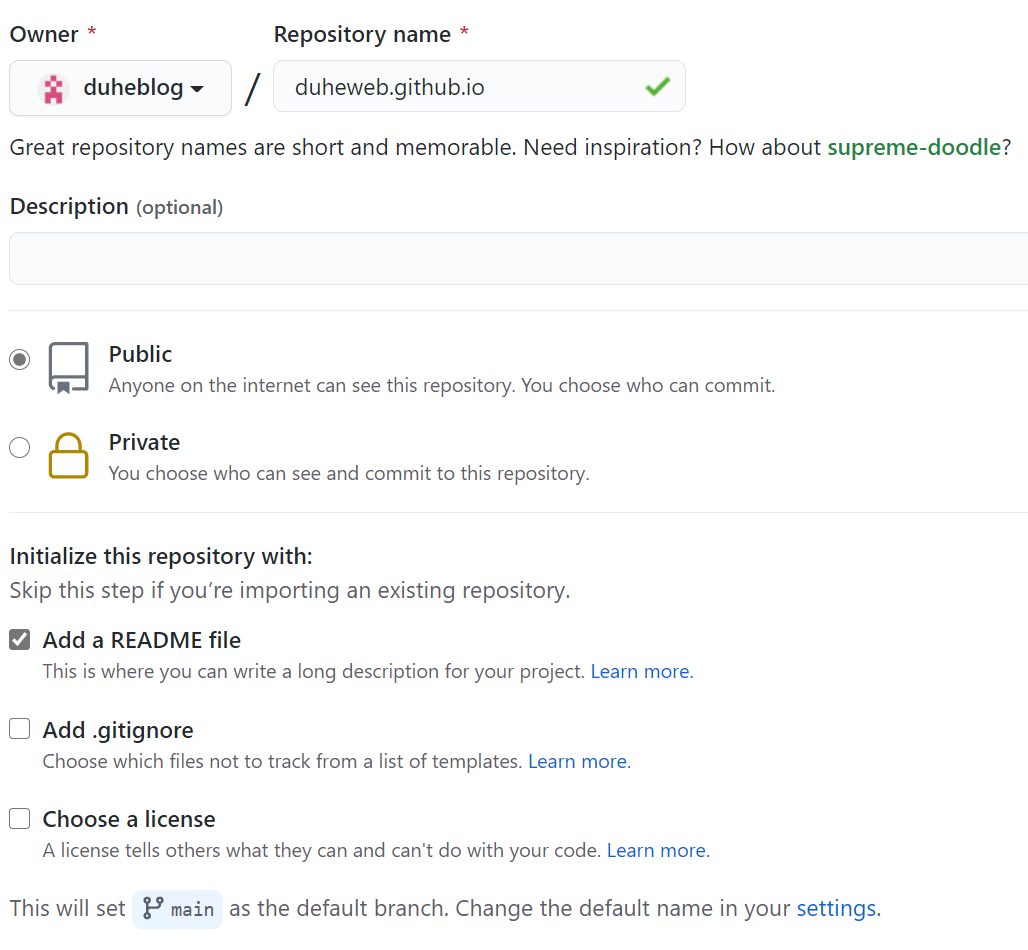 Owner * Repository name *
duheblog / duheweb.github.io
Great repository names are short and memorable. Need inspiration? How about supreme-doodle?
Description (optional)
Public
Anyone on the internet can see this repository. You choose who can commit.
Private
You choose who can see and commit to this repository.
Initialize this repository with:
Skip this step if you’re importing an existing repository.
Add a README file
This is where you can write a long description for your project. Learn more.
Add .gitignore
Choose which files not to track from a list of templates. Learn more.
Choose a license
A license tells others what they can and can't do with your code. Learn more.
This will set main as the default branch. Change the default name in your settings.